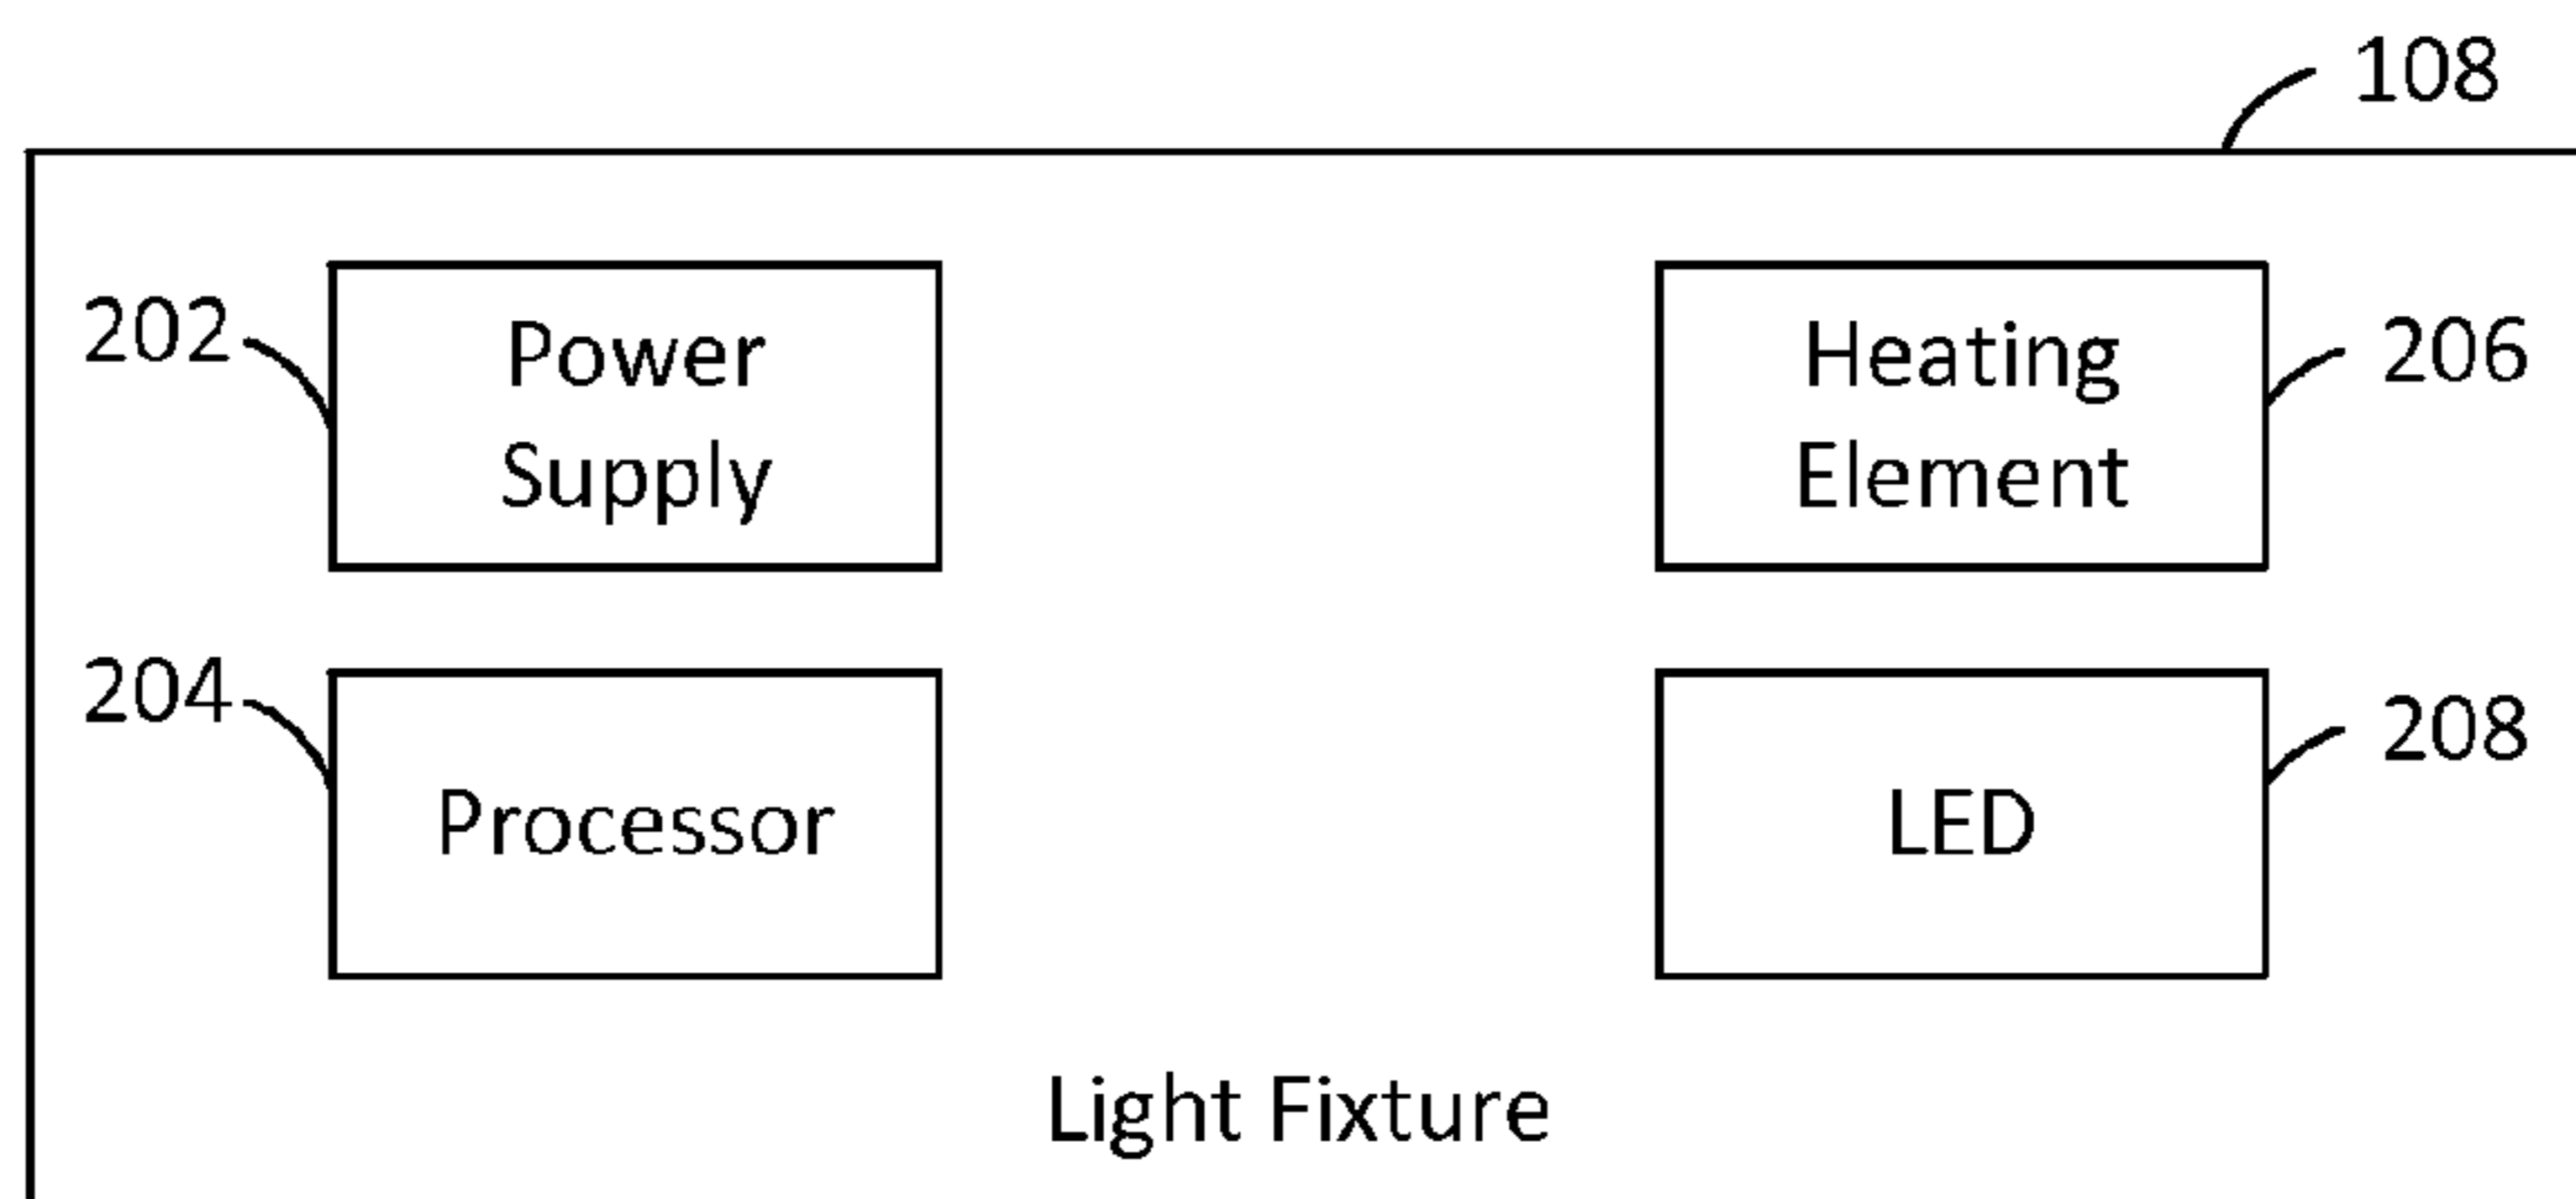 108
202
Power
Supply
Heating
Element
206
204
Processor
LED
208
Light Fixture